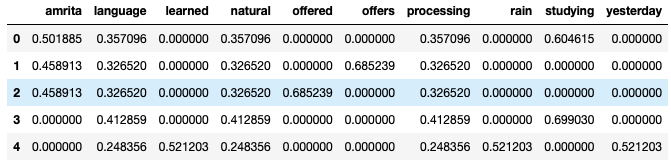 amrita language learned natural offered offers processing rain studying yesterday
0 0.501885 0.357096 0.000000 0.357096 0.000000 0.000000 0.357096 0.000000 0.604615 0.000000
1 0.458913 0.326520 0.000000 0.326520 0.000000 0.685239 0.326520 0.000000 0.000000 0.000000
2 0.458913 0.326520 0.000000 0.326520 0.685239 0.000000 0.326520 0.000000 0.000000 0.000000
3 0.000000 0.412859 0.000000 0.412859 0.000000 0.000000 0.412859 0.000000 0.699030 0.000000
4 0.000000 0.248356 0.521203 0.248356 0.000000 0.000000 0.248356 0.521203 0.000000 0.521203